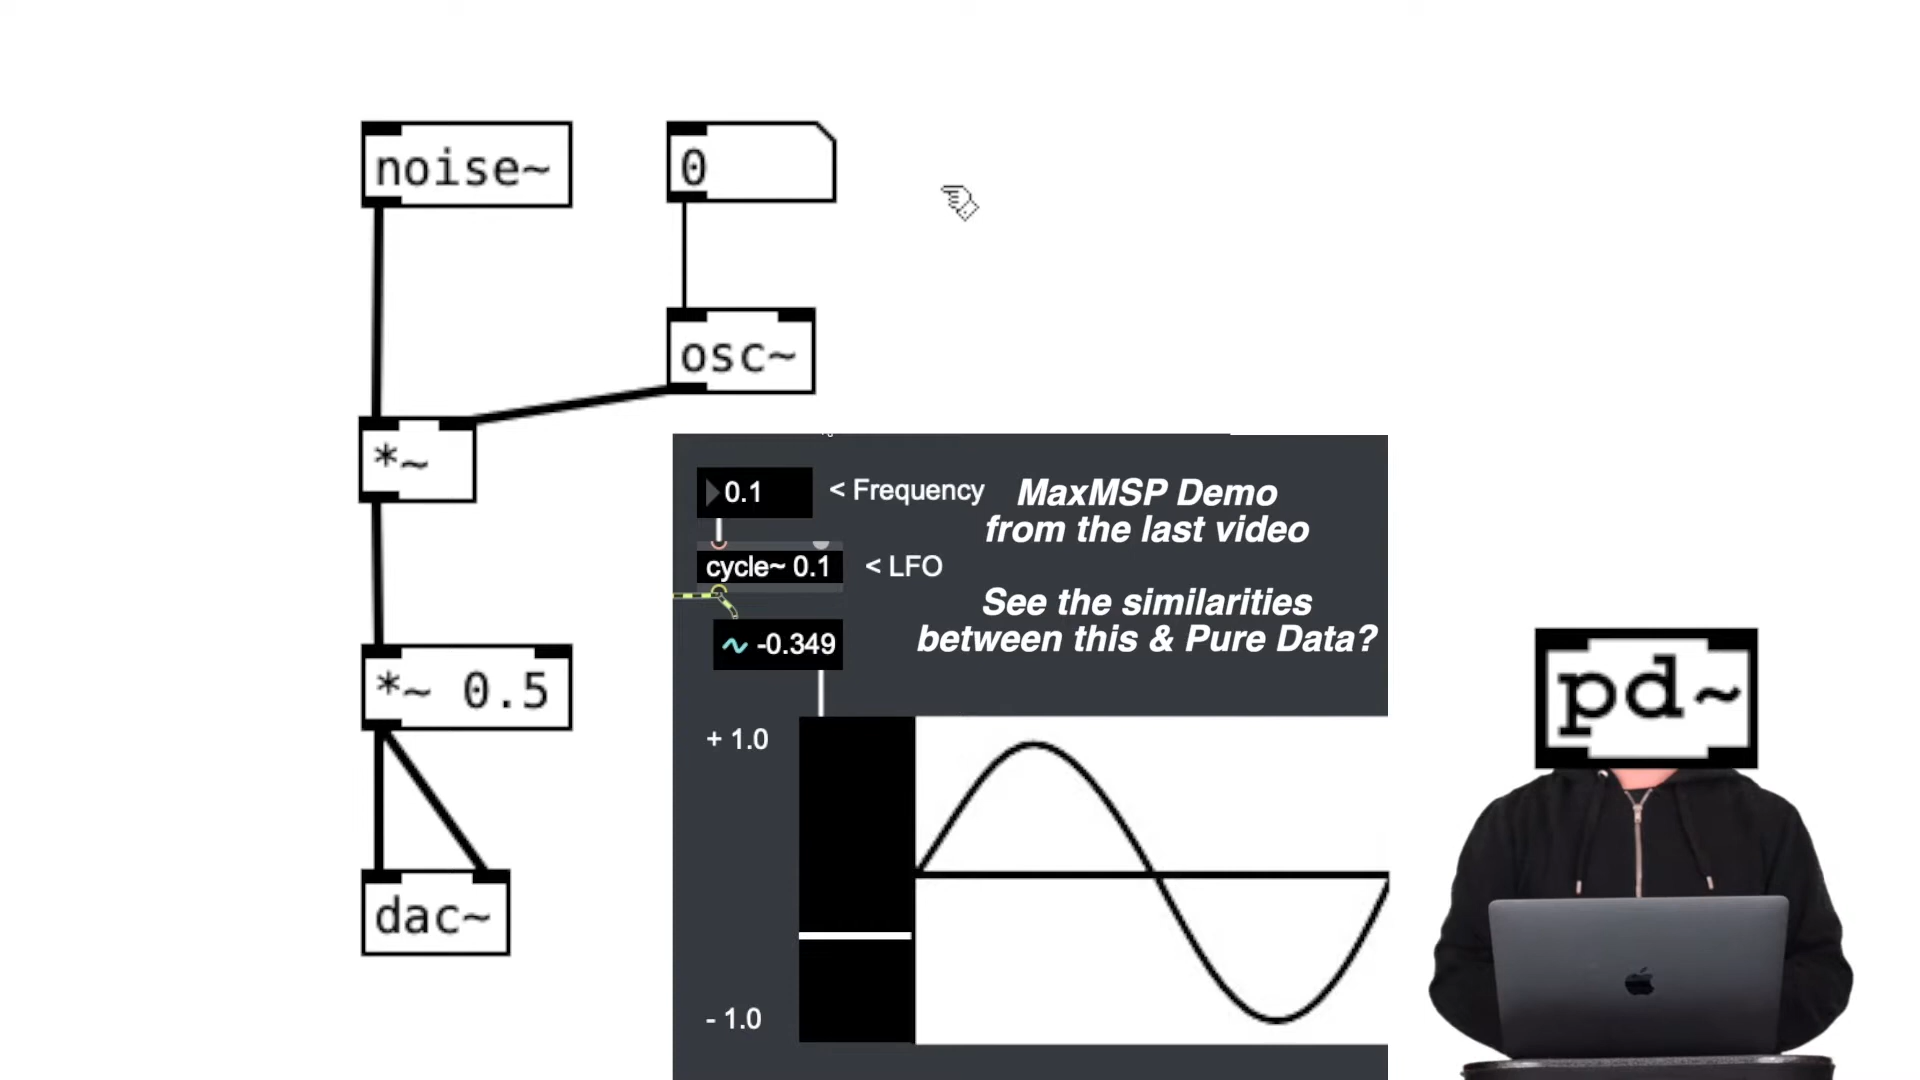 noise~
0
osc~
*~
*~ 0.5
dac~
0.1
< Frequency
MaxMSP Demo
from the last video
cycle~ 0.1
< LFO
See the similarities
between this & Pure Data?
-0.349
+ 1.0
- 1.0
pd~